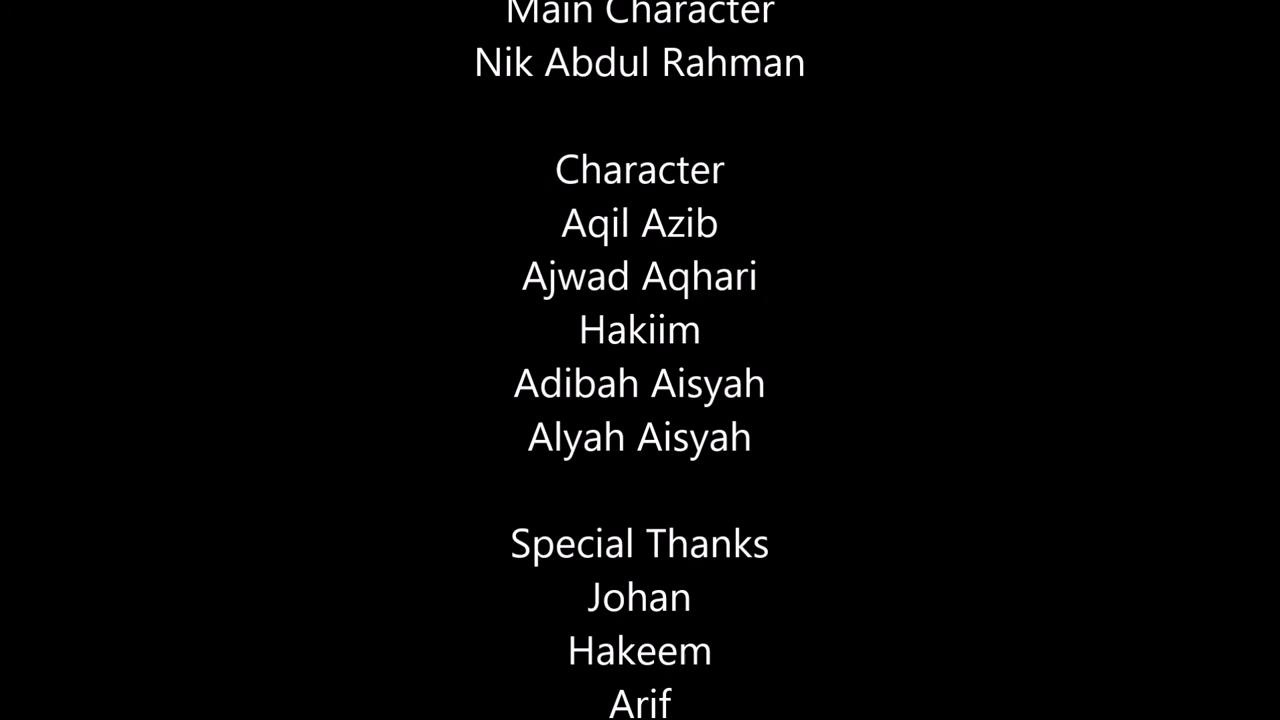 Main Character
Nik Abdul Rahman
Character
Aqil Azib
Ajwad Aqhari
Hakiim
Adibah Aisyah
Alyah Aisyah
Special Thanks
Johan
Hakeem
Arif